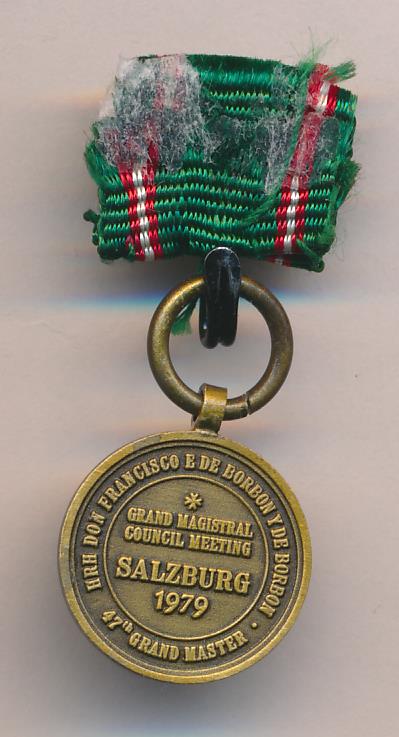 HRH DON FRANCISCO E DE BORBON Y DE BORBON ·
47th GRAND MASTER
*
GRAND MAGISTRAL
COUNCIL MEETING
SALZBURG
1979